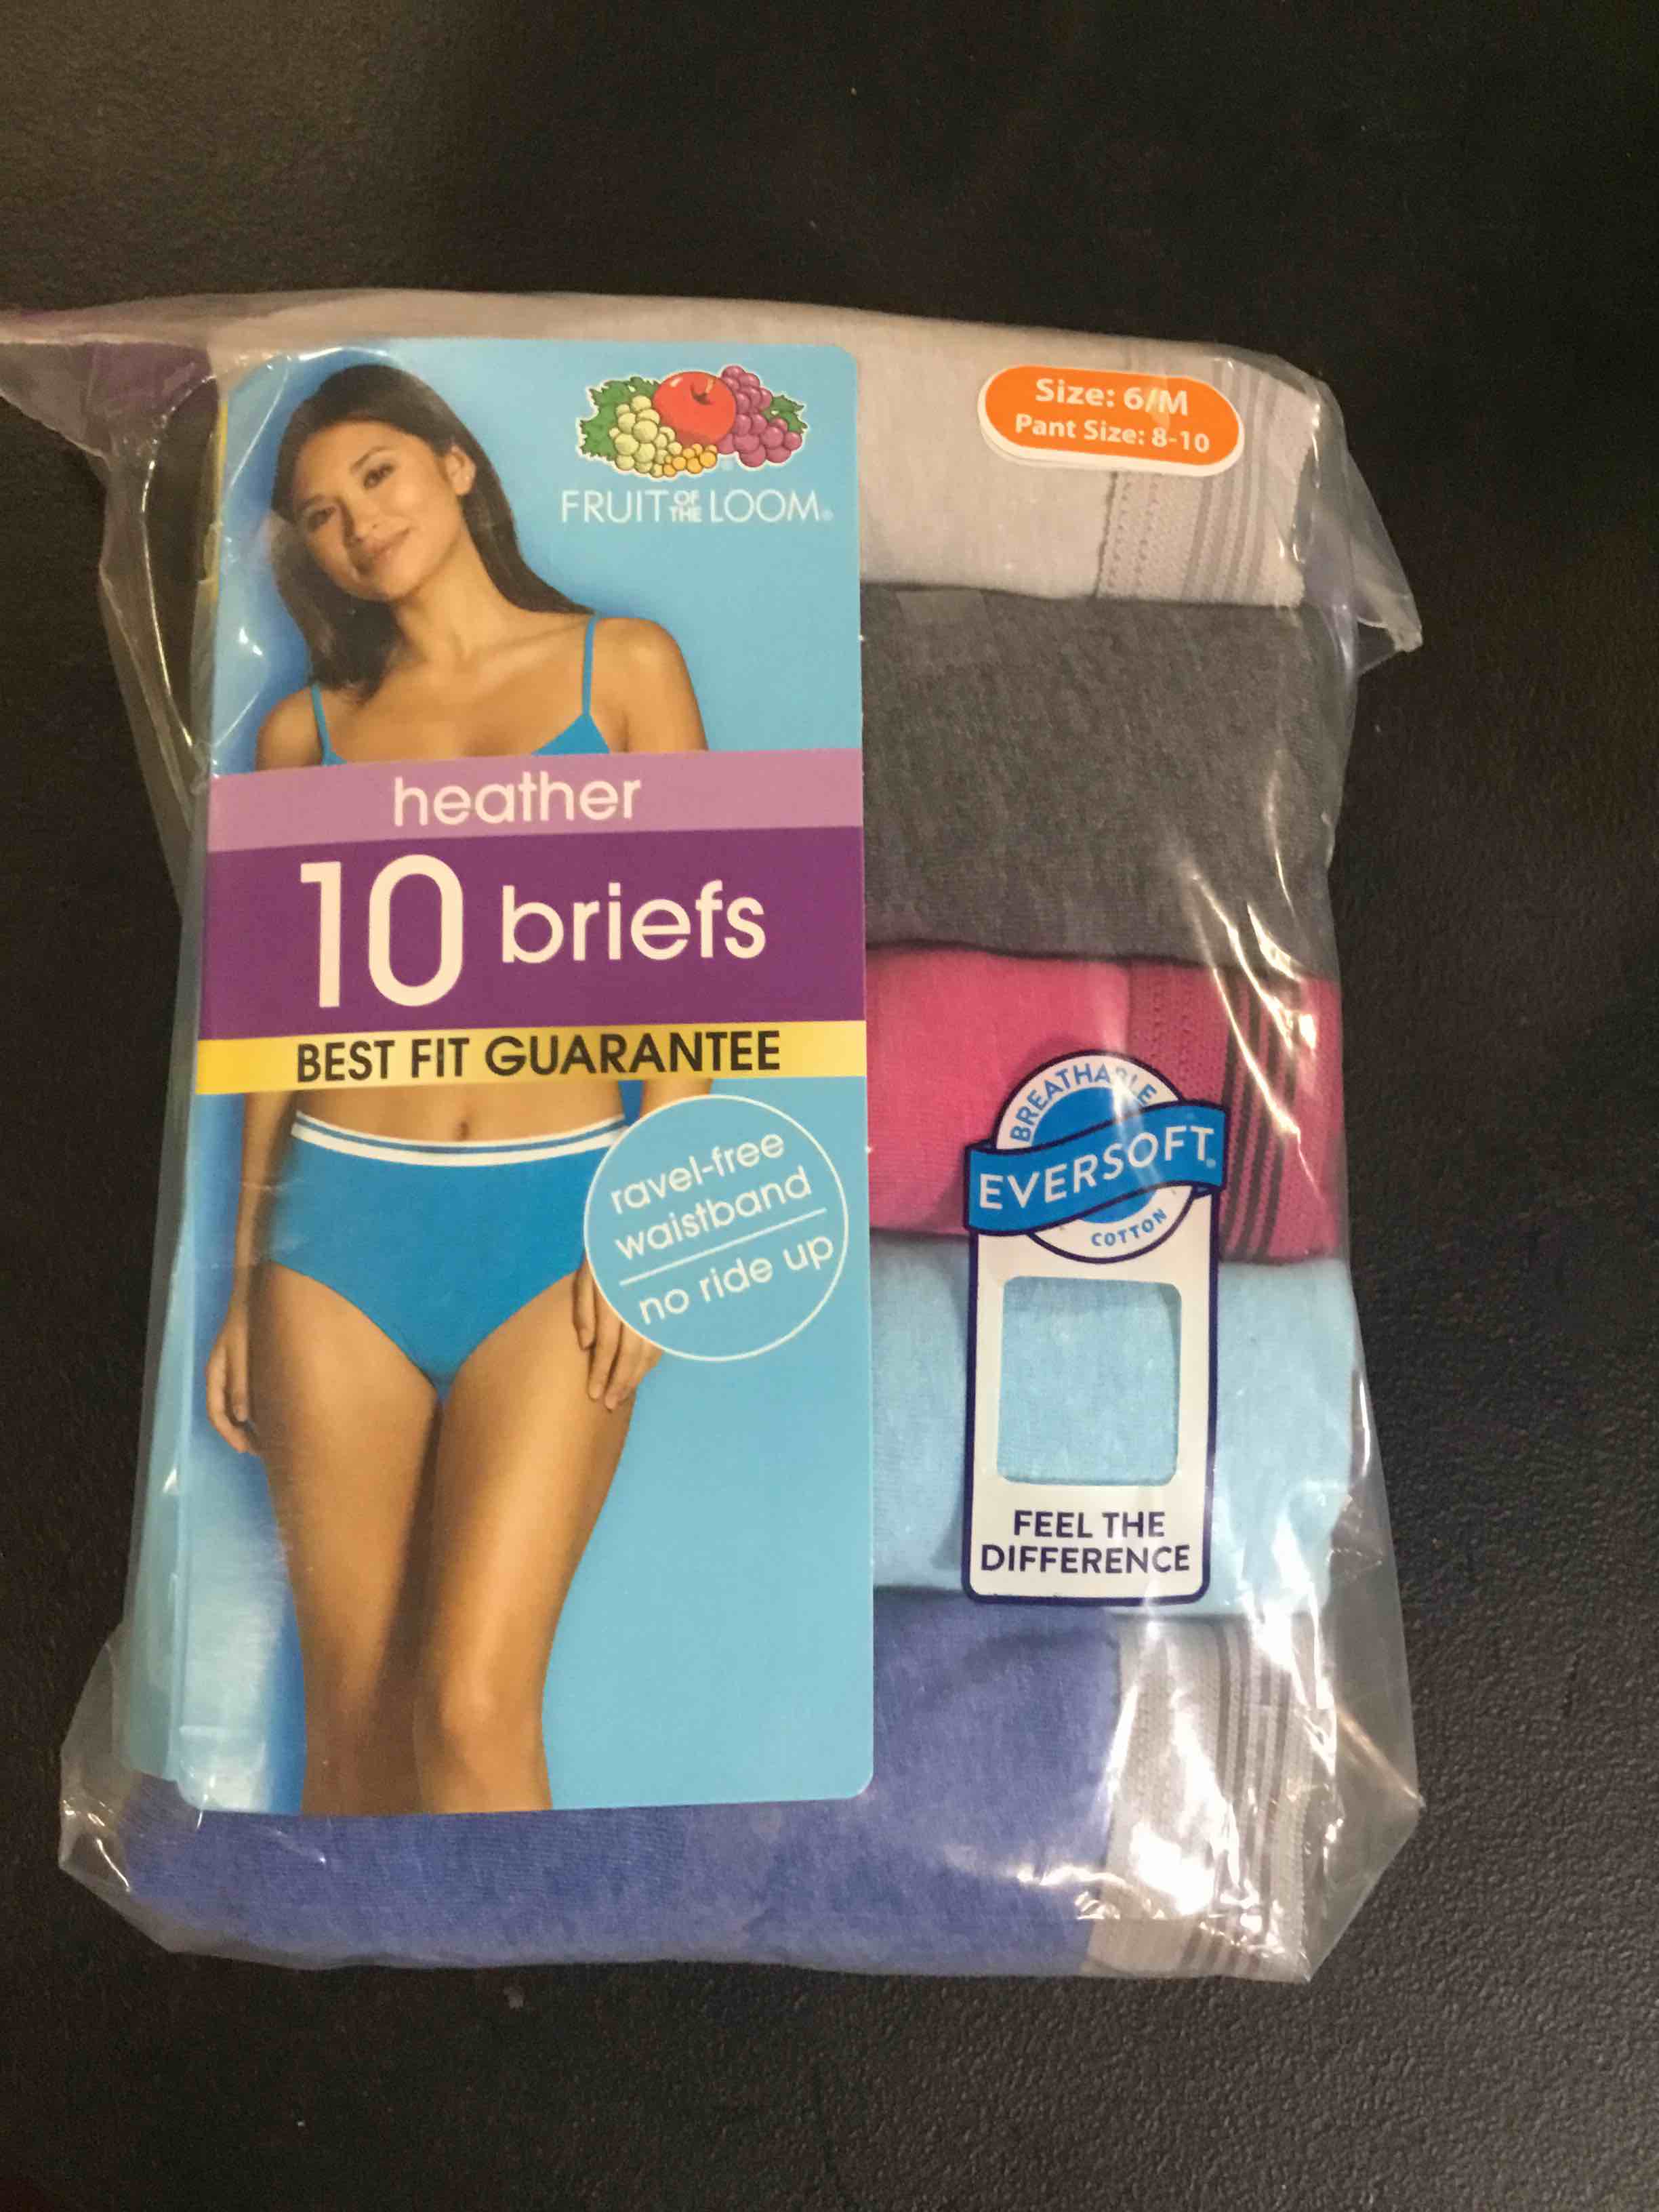 FRUIT OF THE LOOM®
Size: 6/M
Pant Size: 8-10
heather
10 briefs
BEST FIT GUARANTEE
ravel-free
waistband
no ride up
BREATHABLE
EVERSOFT®
COTTON
FEEL THE
DIFFERENCE